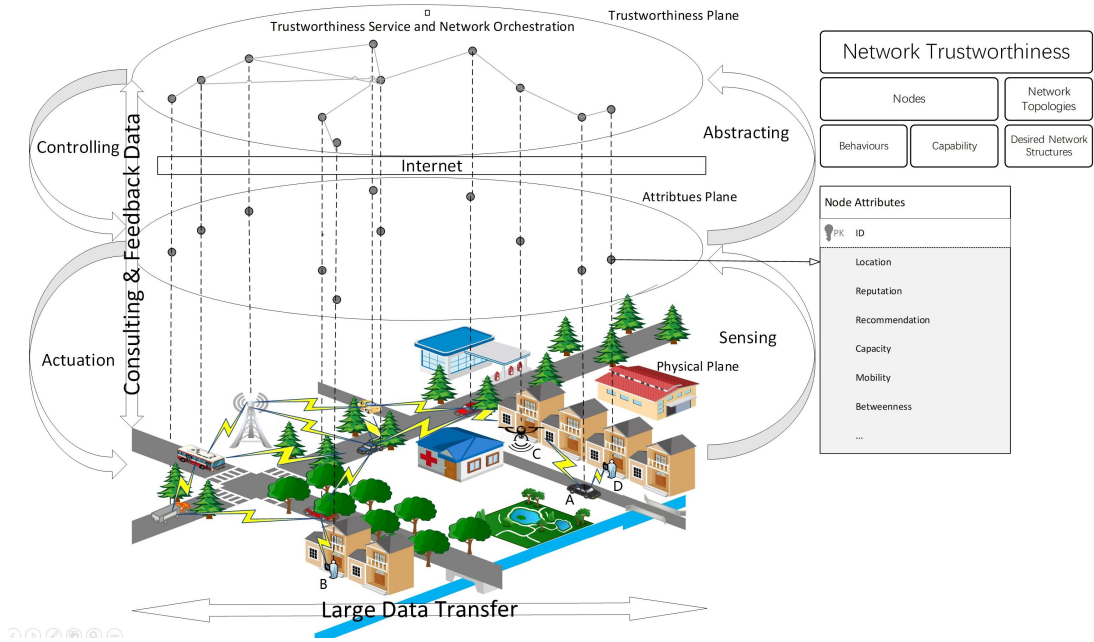 Trustworthiness Plane
Trustworthiness Service and Network Orchestration
Controlling
Consulting & Feedback Data
Abstracting
Internet
Attribtues Plane
Actuation
Sensing
Physical Plane
C
A
D
B
Large Data Transfer
Network Trustworthiness
Nodes
Network
Topologies
Behaviours
Capability
Desired Network
Structures
Node Attributes
PK ID
Location
Reputation
Recommendation
Capacity
Mobility
Betweenness
...